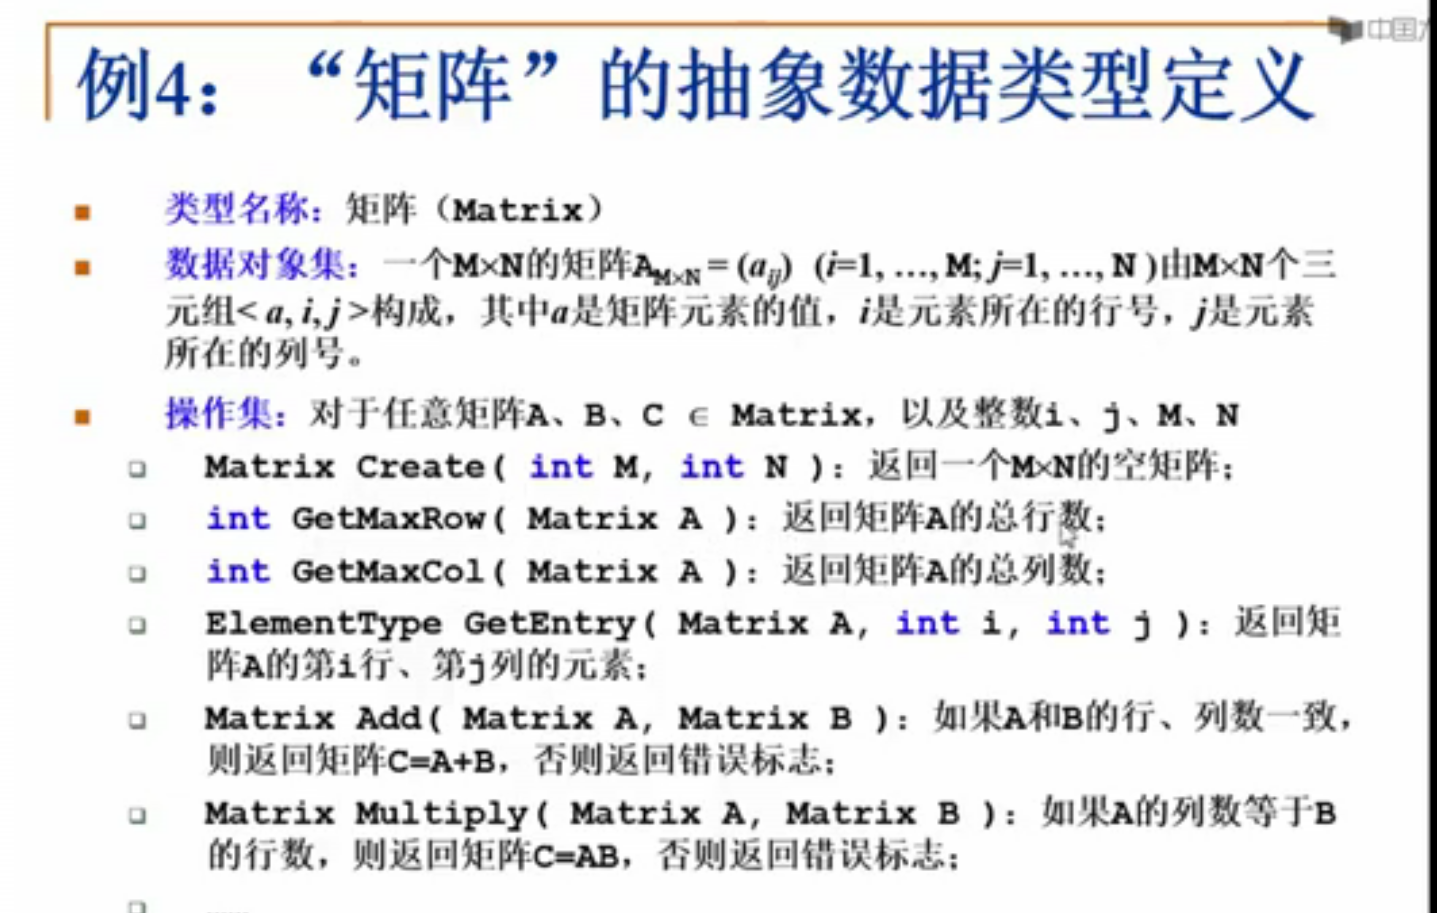 中国大
例4：“矩阵”的抽象数据类型定义
类型名称：矩阵（Matrix）
数据对象集：一个M×N的矩阵A_{M×N} = (a_{ij}) (i=1, …, M; j=1, …, N )由M×N个三
元组< a, i, j >构成，其中a是矩阵元素的值，i是元素所在的行号，j是元素
所在的列号。
操作集：对于任意矩阵A、B、C ∈ Matrix，以及整数i、j、M、N
Matrix Create( int M, int N )：返回一个M×N的空矩阵；
int GetMaxRow( Matrix A )：返回矩阵A的总行数；
int GetMaxCol( Matrix A )：返回矩阵A的总列数；
ElementType GetEntry( Matrix A, int i, int j )：返回矩
阵A的第i行、第j列的元素；
Matrix Add( Matrix A, Matrix B )：如果A和B的行、列数一致，
则返回矩阵C=A+B，否则返回错误标志；
Matrix Multiply( Matrix A, Matrix B )：如果A的列数等于B
的行数，则返回矩阵C=AB，否则返回错误标志；
……